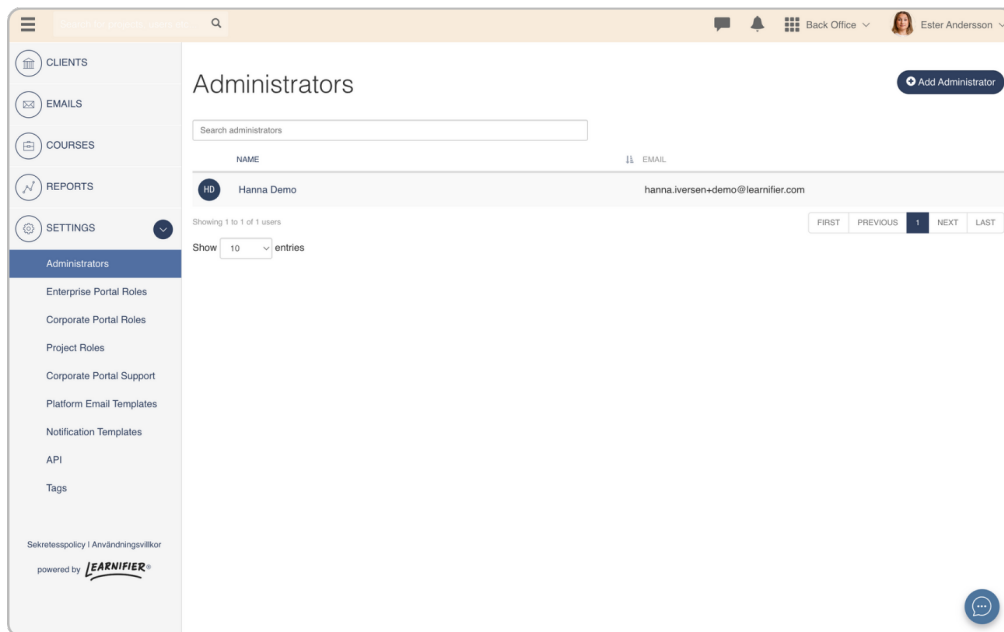 Back Office
Ester Andersson
CLIENTS
EMAILS
COURSES
REPORTS
SETTINGS
Administrators
Enterprise Portal Roles
Corporate Portal Roles
Project Roles
Corporate Portal Support
Platform Email Templates
Notification Templates
API
Tags
Sekretesspolicy | Användningsvillkor
powered by LEARNIFIER®
Administrators
Add Administrator
Search administrators
NAME EMAIL
HD Hanna Demo hanna.iversen+demo@learnifier.com
Showing 1 to 1 of 1 users
FIRST PREVIOUS 1 NEXT LAST
Show 10 entries